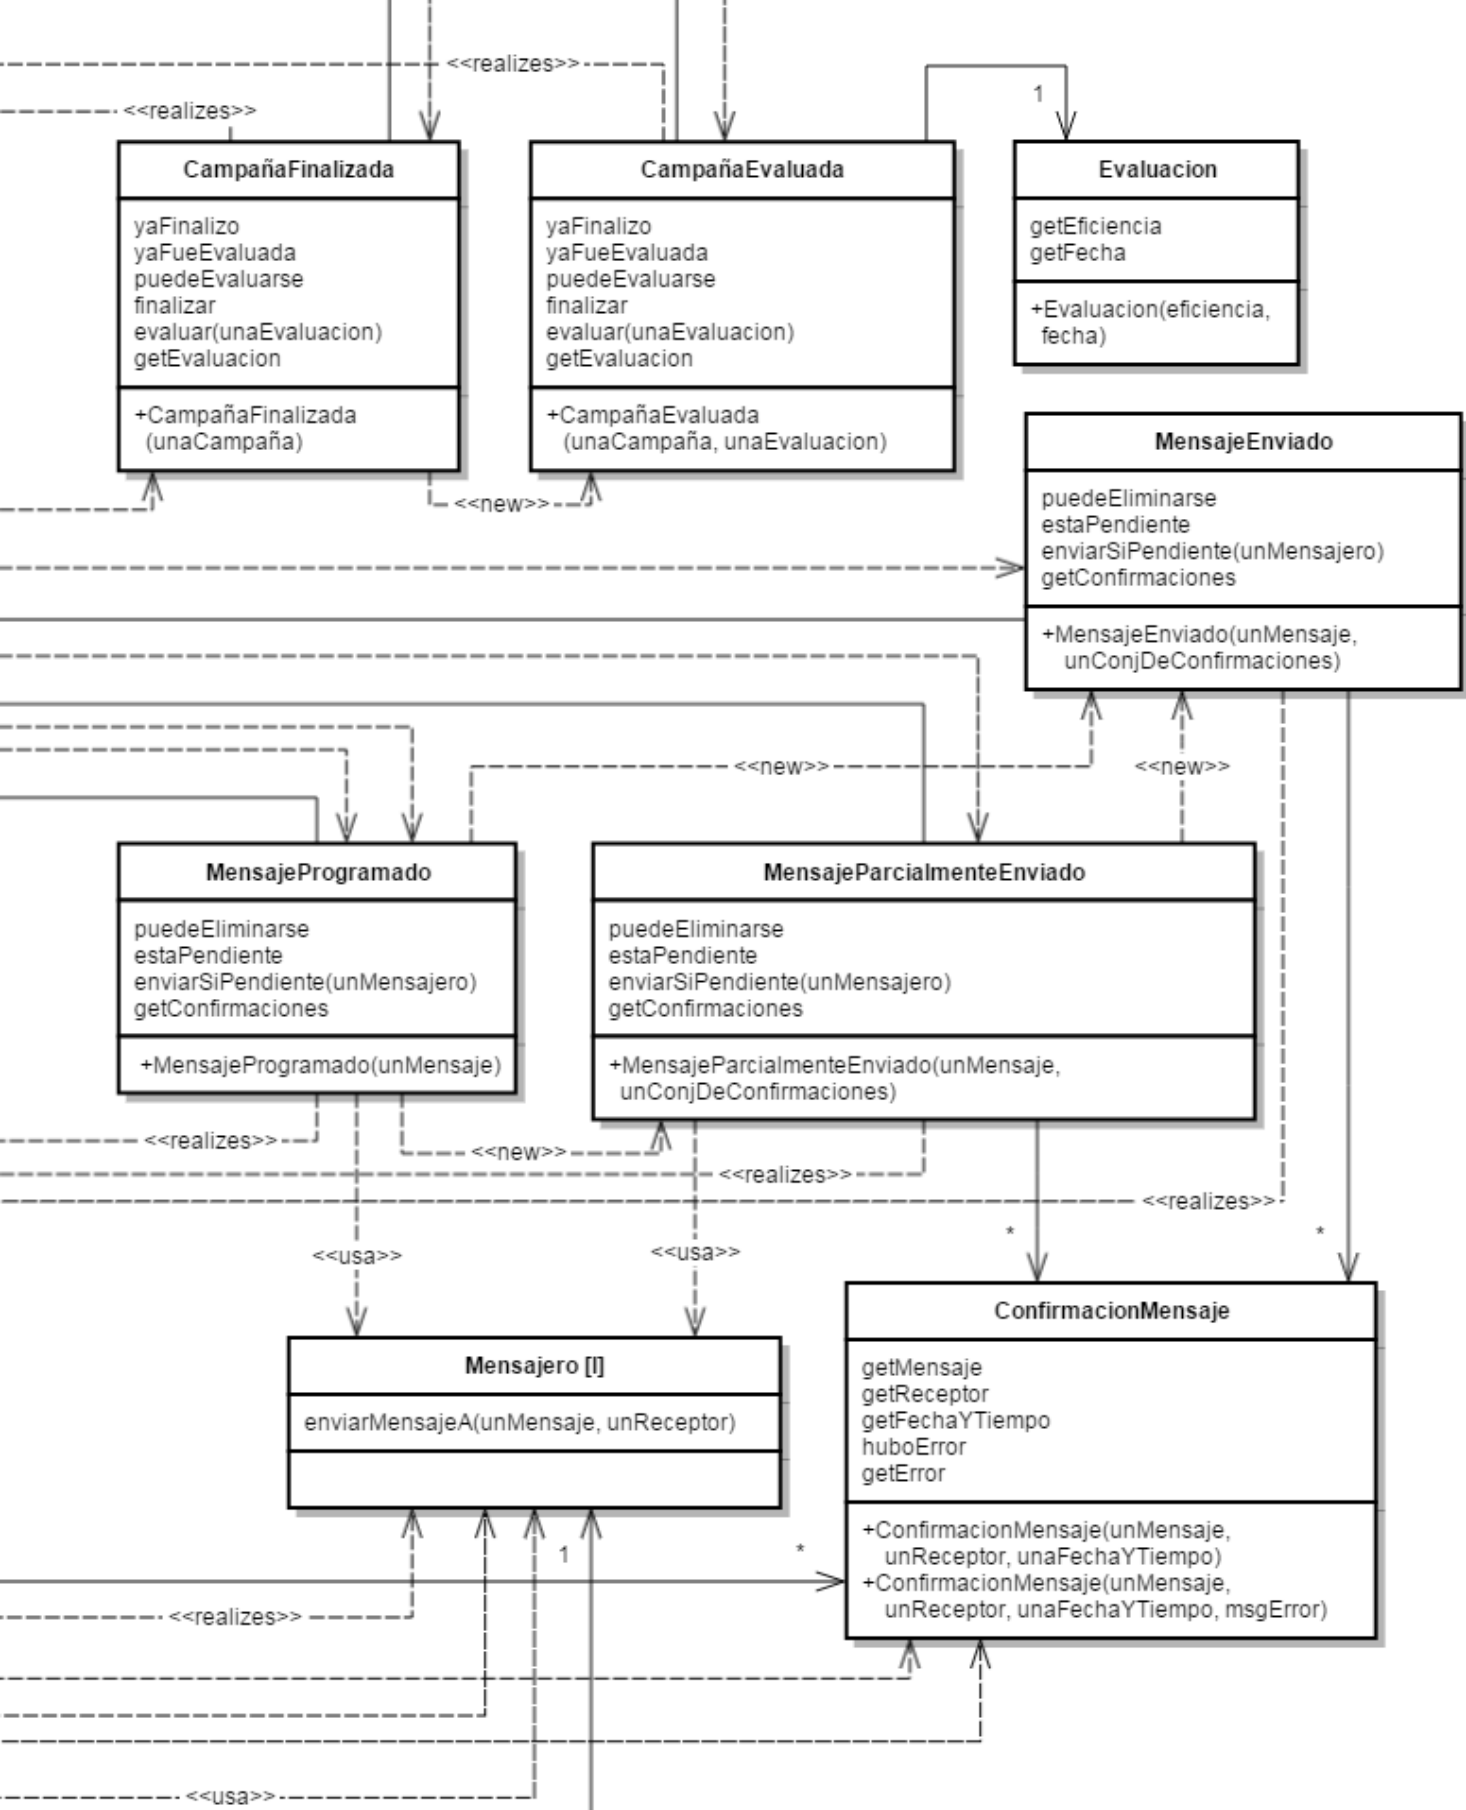 <<realizes>>
<<realizes>>
1
CampañaFinalizada
yaFinalizo
yaFueEvaluada
puedeEvaluarse
finalizar
evaluar(unaEvaluacion)
getEvaluacion
+CampañaFinalizada
(unaCampaña)
CampañaEvaluada
yaFinalizo
yaFueEvaluada
puedeEvaluarse
finalizar
evaluar(unaEvaluacion)
getEvaluacion
+CampañaEvaluada
(unaCampaña, unaEvaluacion)
Evaluacion
getEficiencia
getFecha
+Evaluacion(eficiencia,
fecha)
<<new>>
MensajeEnviado
puedeEliminarse
estaPendiente
enviarSiPendiente(unMensajero)
getConfirmaciones
+MensajeEnviado(unMensaje,
unConjDeConfirmaciones)
<<new>>
<<new>>
MensajeProgramado
puedeEliminarse
estaPendiente
enviarSiPendiente(unMensajero)
getConfirmaciones
+MensajeProgramado(unMensaje)
MensajeParcialmenteEnviado
puedeEliminarse
estaPendiente
enviarSiPendiente(unMensajero)
getConfirmaciones
+MensajeParcialmenteEnviado(unMensaje,
unConjDeConfirmaciones)
<<realizes>>
<<new>>
<<realizes>>
<<realizes>>
<<usa>>
<<usa>>
*
*
Mensajero [I]
enviarMensajeA(unMensaje, unReceptor)
ConfirmacionMensaje
getMensaje
getReceptor
getFechaYTiempo
huboError
getError
+ConfirmacionMensaje(unMensaje,
unReceptor, unaFechaYTiempo)
+ConfirmacionMensaje(unMensaje,
unReceptor, unaFechaYTiempo, msgError)
1
*
<<realizes>>
<<usa>>